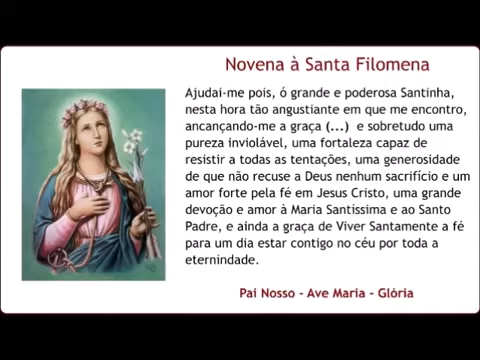 Novena à Santa Filomena
Ajudai-me pois, ó grande e poderosa Santinha,
nesta hora tão angustiante em que me encontro,
ancançando-me a graça (...) e sobretudo uma
pureza inviolável, uma fortaleza capaz de
resistir a todas as tentações, uma generosidade
de que não recuse a Deus nenhum sacrifício e um
amor forte pela fé em Jesus Cristo, uma grande
devoção e amor à Maria Santíssima e ao Santo
Padre, e ainda a graça de Viver Santamente a fé
para um dia estar contigo no céu por toda a
eternindade.
Pai Nosso - Ave Maria - Glória